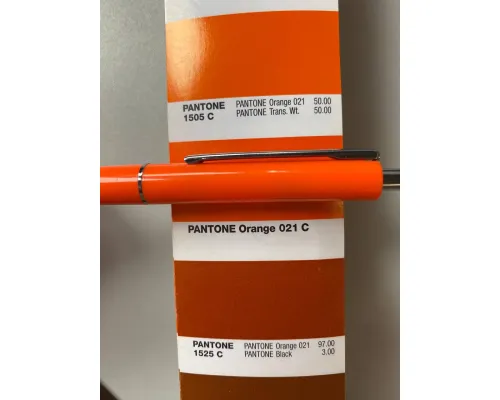 PANTONE PANTONE Orange 021 50.00
1505 C PANTONE Trans. Wt. 50.00
PANTONE Orange 021 C
PANTONE PANTONE Orange 021 97.00
1525 C PANTONE Black 3.00